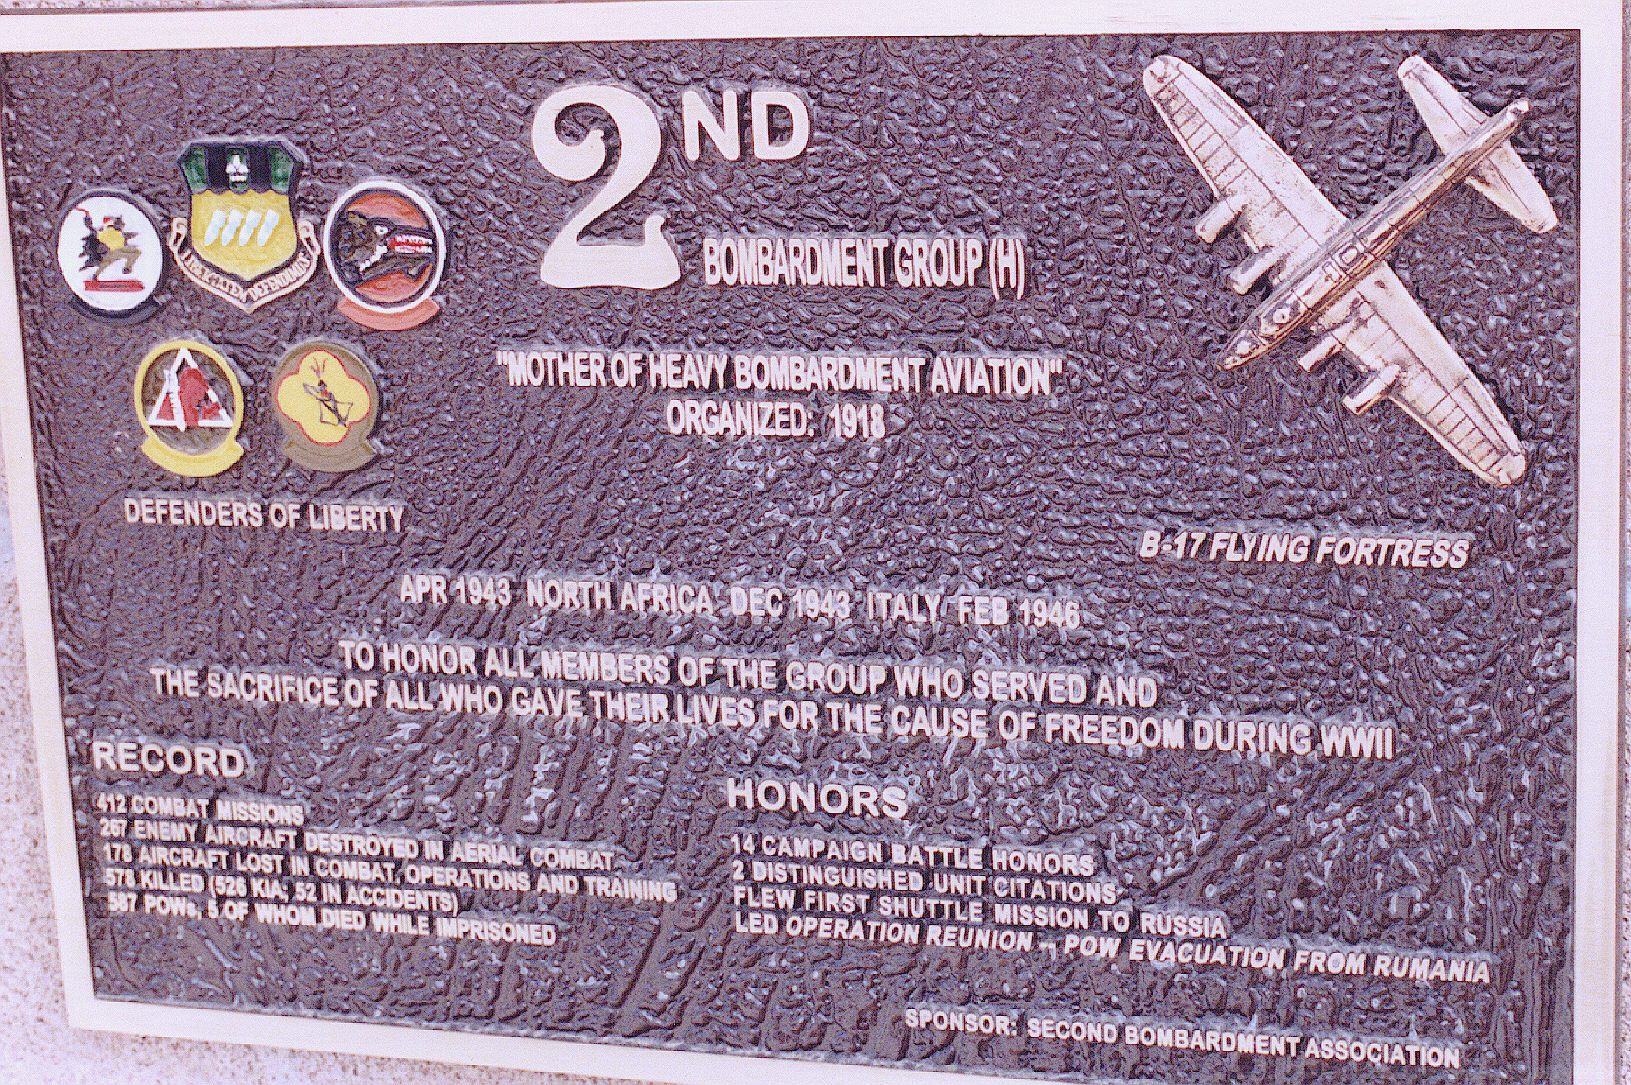 2ND
BOMBARDMENT GROUP (H)
"MOTHER OF HEAVY BOMBARDMENT AVIATION"
ORGANIZED: 1918
DEFENDERS OF LIBERTY
B-17 FLYING FORTRESS
APR 1943 NORTH AFRICA DEC 1943 ITALY FEB 1946
TO HONOR ALL MEMBERS OF THE GROUP WHO SERVED AND
THE SACRIFICE OF ALL WHO GAVE THEIR LIVES FOR THE CAUSE OF FREEDOM DURING WWII
RECORD
412 COMBAT MISSIONS
267 ENEMY AIRCRAFT DESTROYED IN AERIAL COMBAT
178 AIRCRAFT LOST IN COMBAT, OPERATIONS AND TRAINING
578 KILLED (526 KIA; 52 IN ACCIDENTS)
587 POWs; 5 OF WHOM DIED WHILE IMPRISONED
HONORS
14 CAMPAIGN BATTLE HONORS
2 DISTINGUISHED UNIT CITATIONS
FLEW FIRST SHUTTLE MISSION TO RUSSIA
LED OPERATION REUNION - POW EVACUATION FROM RUMANIA
SPONSOR: SECOND BOMBARDMENT ASSOCIATION